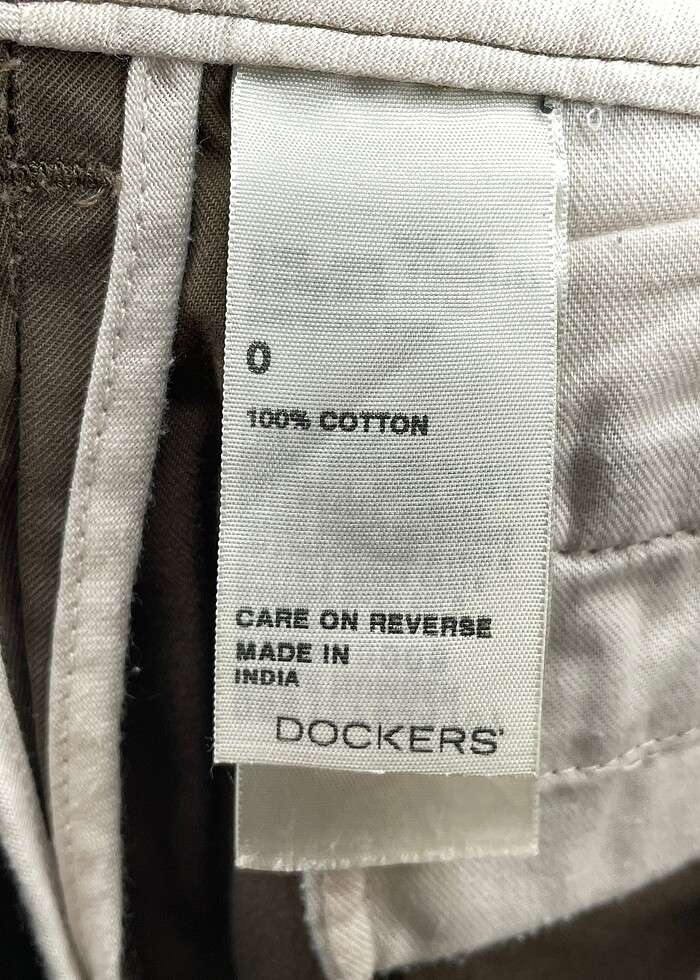 0
100% COTTON
CARE ON REVERSE
MADE IN
INDIA
DOCKERS®